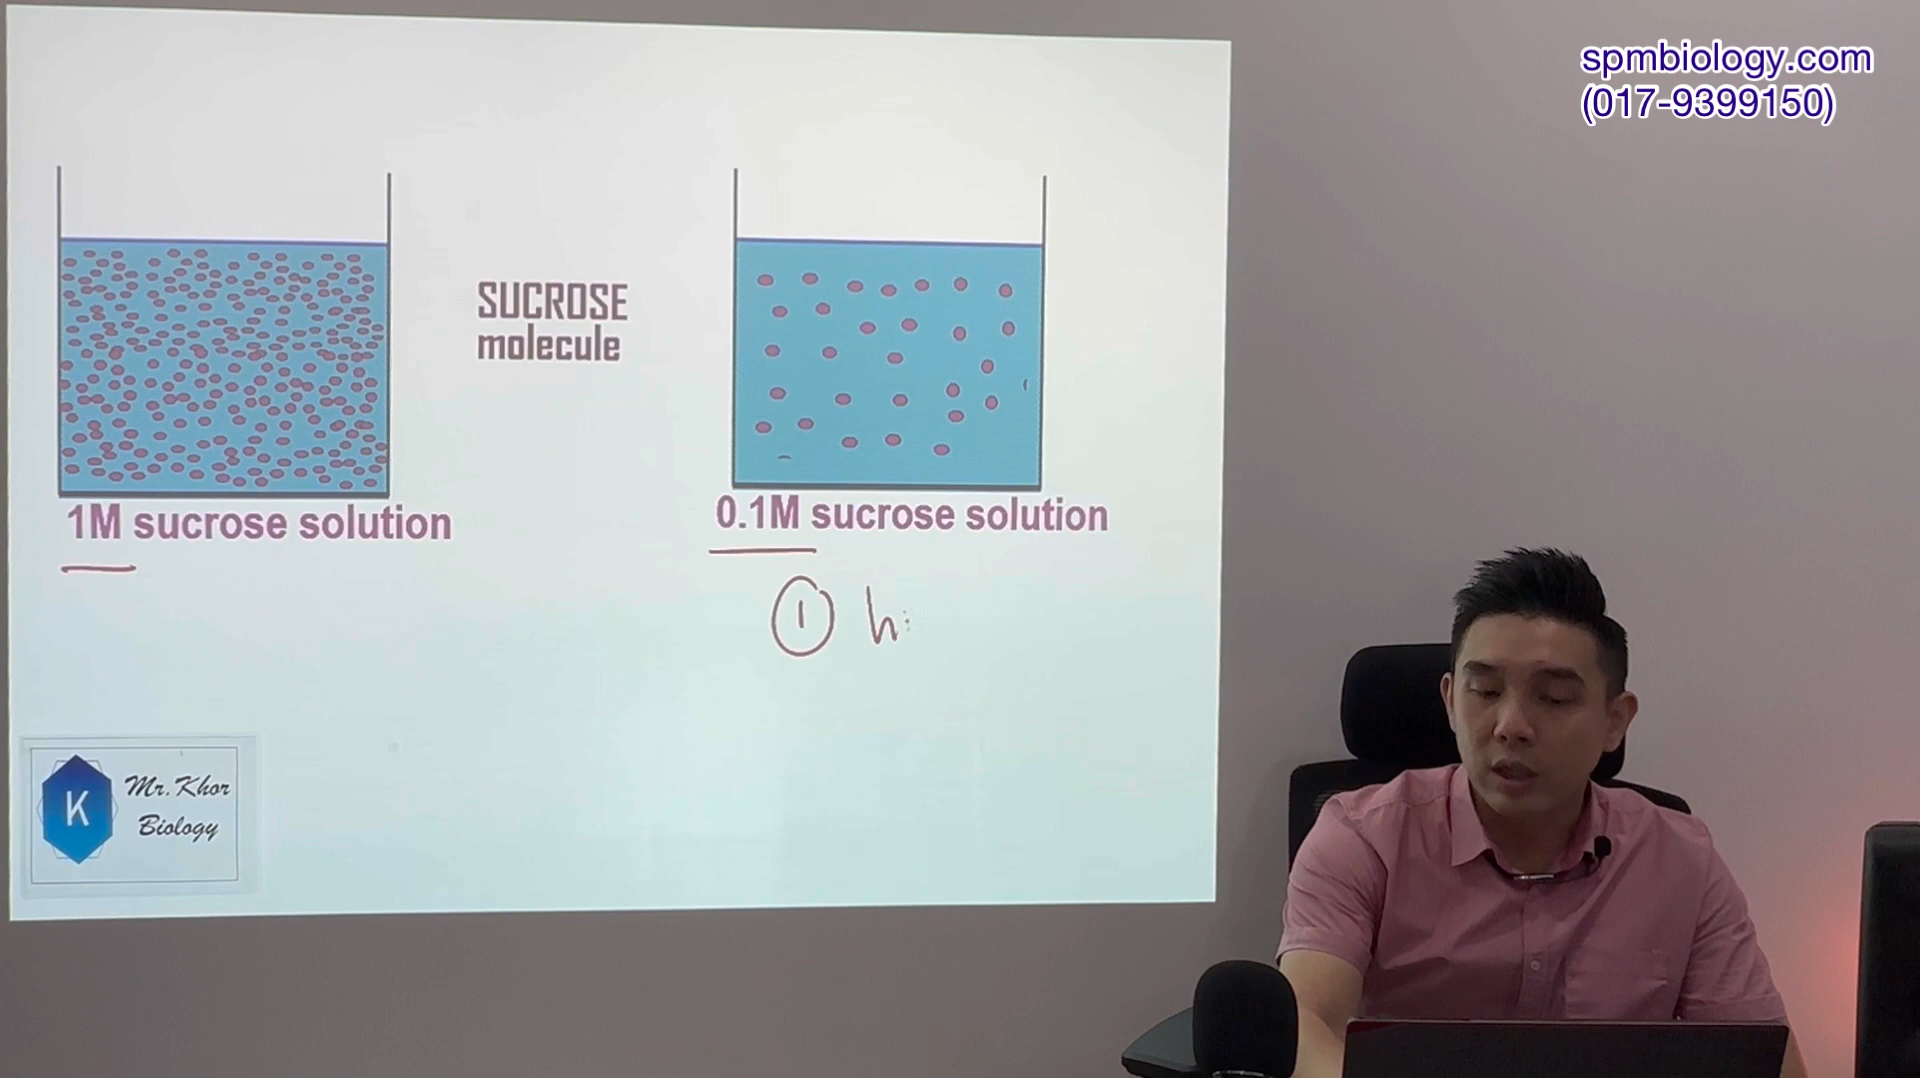 spmbiology.com
(017-9399150)
SUCROSE
molecule
1M sucrose solution
0.1M sucrose solution
① h
K
Mr. Khor
Biology